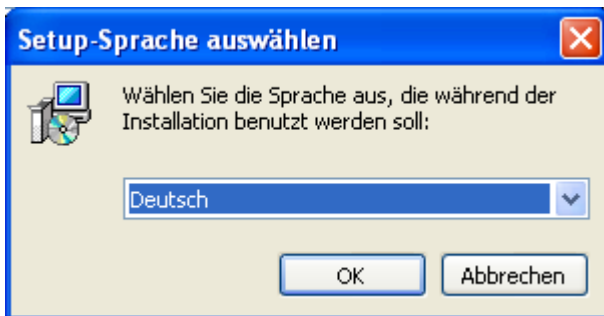 Setup-Sprache auswählen
Wählen Sie die Sprache aus, die während der
Installation benutzt werden soll:
Deutsch
OK Abbrechen